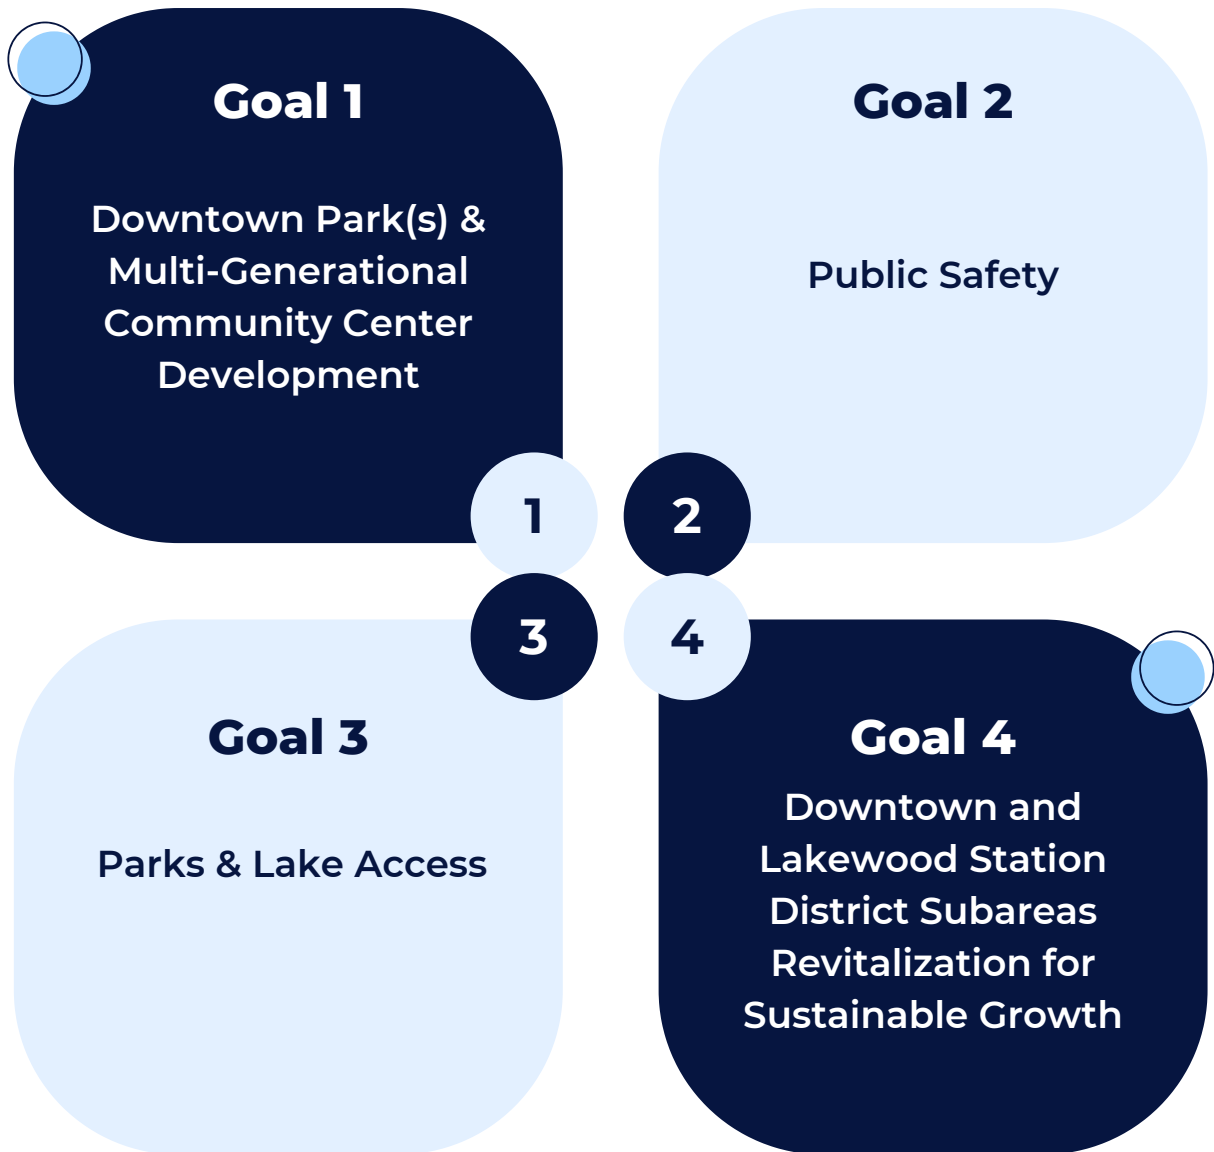 Goal 1
Downtown Park(s) &
Multi-Generational
Community Center
Development
1
Goal 2
Public Safety
2
3
Goal 3
Parks & Lake Access
4
Goal 4
Downtown and
Lakewood Station
District Subareas
Revitalization for
Sustainable Growth